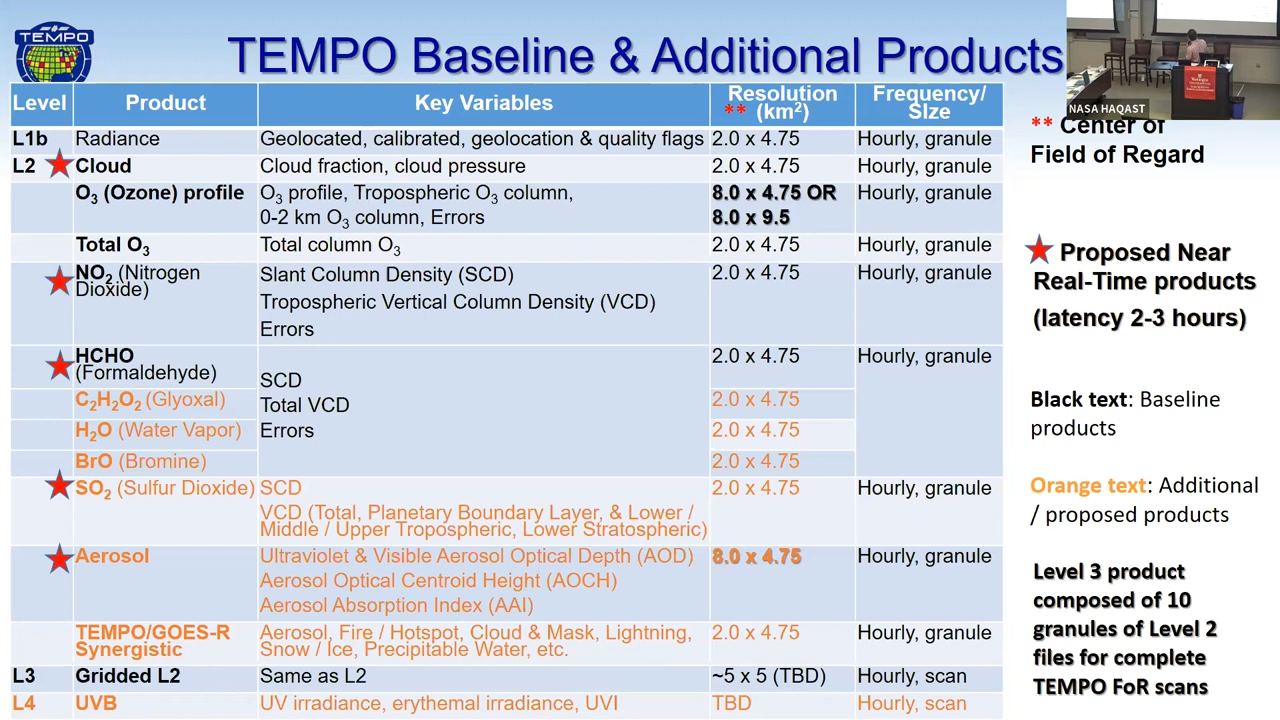 TEMPO
TEMPO Baseline & Additional Products
NASA HAQAST
Level Product Key Variables Resolution ** (km²) Frequency/ SIze
L1b Radiance Geolocated, calibrated, geolocation & quality flags 2.0 x 4.75 Hourly, granule
L2 Cloud Cloud fraction, cloud pressure 2.0 x 4.75 Hourly, granule
O₃ (Ozone) profile O₃ profile, Tropospheric O₃ column, 8.0 x 4.75 OR Hourly, granule
0-2 km O₃ column, Errors 8.0 x 9.5
Total O₃ Total column O₃ 2.0 x 4.75 Hourly, granule
NO₂ (Nitrogen Slant Column Density (SCD) 2.0 x 4.75 Hourly, granule
Dioxide) Tropospheric Vertical Column Density (VCD)
Errors
HCHO 2.0 x 4.75 Hourly, granule
(Formaldehyde) SCD
C₂H₂O₂ (Glyoxal) Total VCD 2.0 x 4.75
H₂O (Water Vapor) Errors 2.0 x 4.75
BrO (Bromine) 2.0 x 4.75
SO₂ (Sulfur Dioxide) SCD 2.0 x 4.75 Hourly, granule
VCD (Total, Planetary Boundary Layer, & Lower /
Middle / Upper Tropospheric, Lower Stratospheric)
Aerosol Ultraviolet & Visible Aerosol Optical Depth (AOD) 8.0 x 4.75 Hourly, granule
Aerosol Optical Centroid Height (AOCH)
Aerosol Absorption Index (AAI)
TEMPO/GOES-R Aerosol, Fire / Hotspot, Cloud & Mask, Lightning, 2.0 x 4.75 Hourly, granule
Synergistic Snow / Ice, Precipitable Water, etc.
L3 Gridded L2 Same as L2 ~5 x 5 (TBD) Hourly, scan
L4 UVB UV irradiance, erythemal irradiance, UVI TBD Hourly, scan
** Center of
Field of Regard
Proposed Near
Real-Time products
(latency 2-3 hours)
Black text: Baseline
products
Orange text: Additional
/ proposed products
Level 3 product
composed of 10
granules of Level 2
files for complete
TEMPO FoR scans